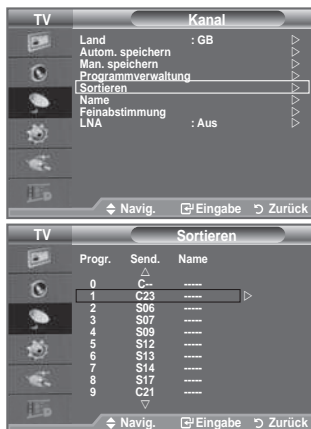 TV Kanal
Land : GB
Autom. speichern
Man. speichern
Programmverwaltung
Sortieren
Name
Feinabstimmung
LNA : Aus
Navig. Eingabe Zurück
TV Sortieren
Progr. Send. Name
0 C-- -----
1 C23 -----
2 S06 -----
3 S07 -----
4 S09 -----
5 S12 -----
6 S13 -----
7 S14 -----
8 S17 -----
9 C21 -----
Navig. Eingabe Zurück